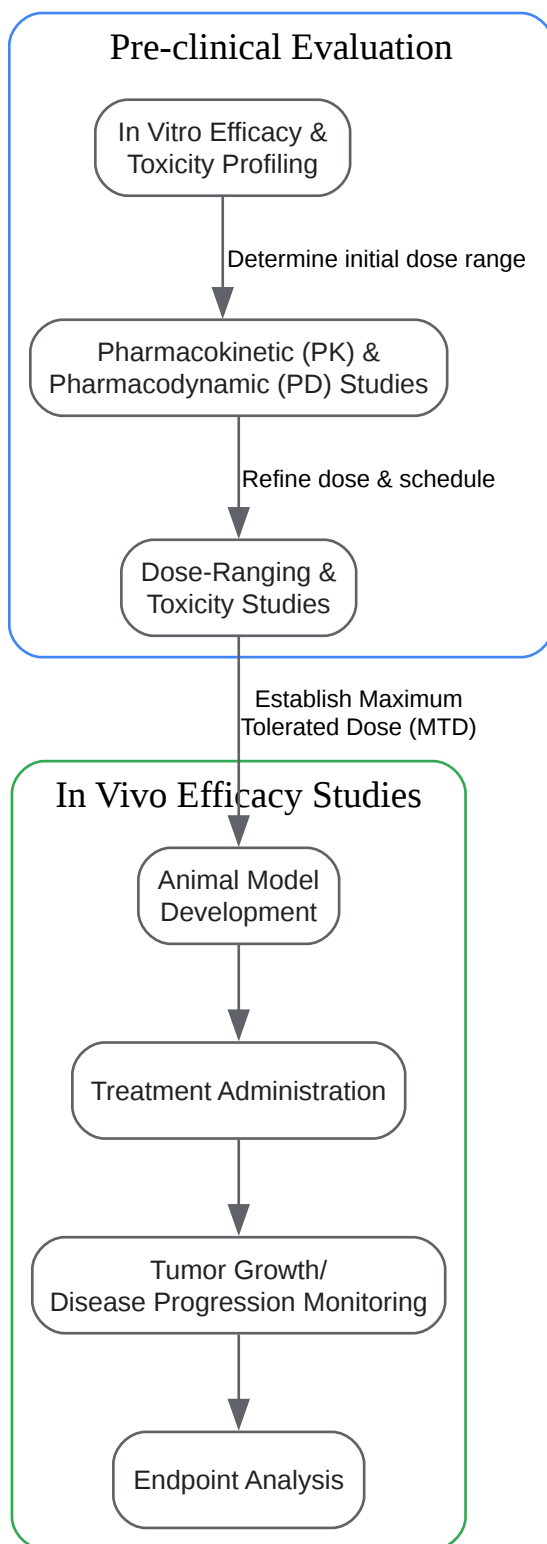 Pre-clinical Evaluation
In Vitro Efficacy &
Toxicity Profiling
Determine initial dose range
Pharmacokinetic (PK) &
Pharmacodynamic (PD) Studies
Refine dose & schedule
Dose-Ranging &
Toxicity Studies
Establish Maximum
Tolerated Dose (MTD)
In Vivo Efficacy Studies
Animal Model
Development
Treatment Administration
Tumor Growth/
Disease Progression Monitoring
Endpoint Analysis